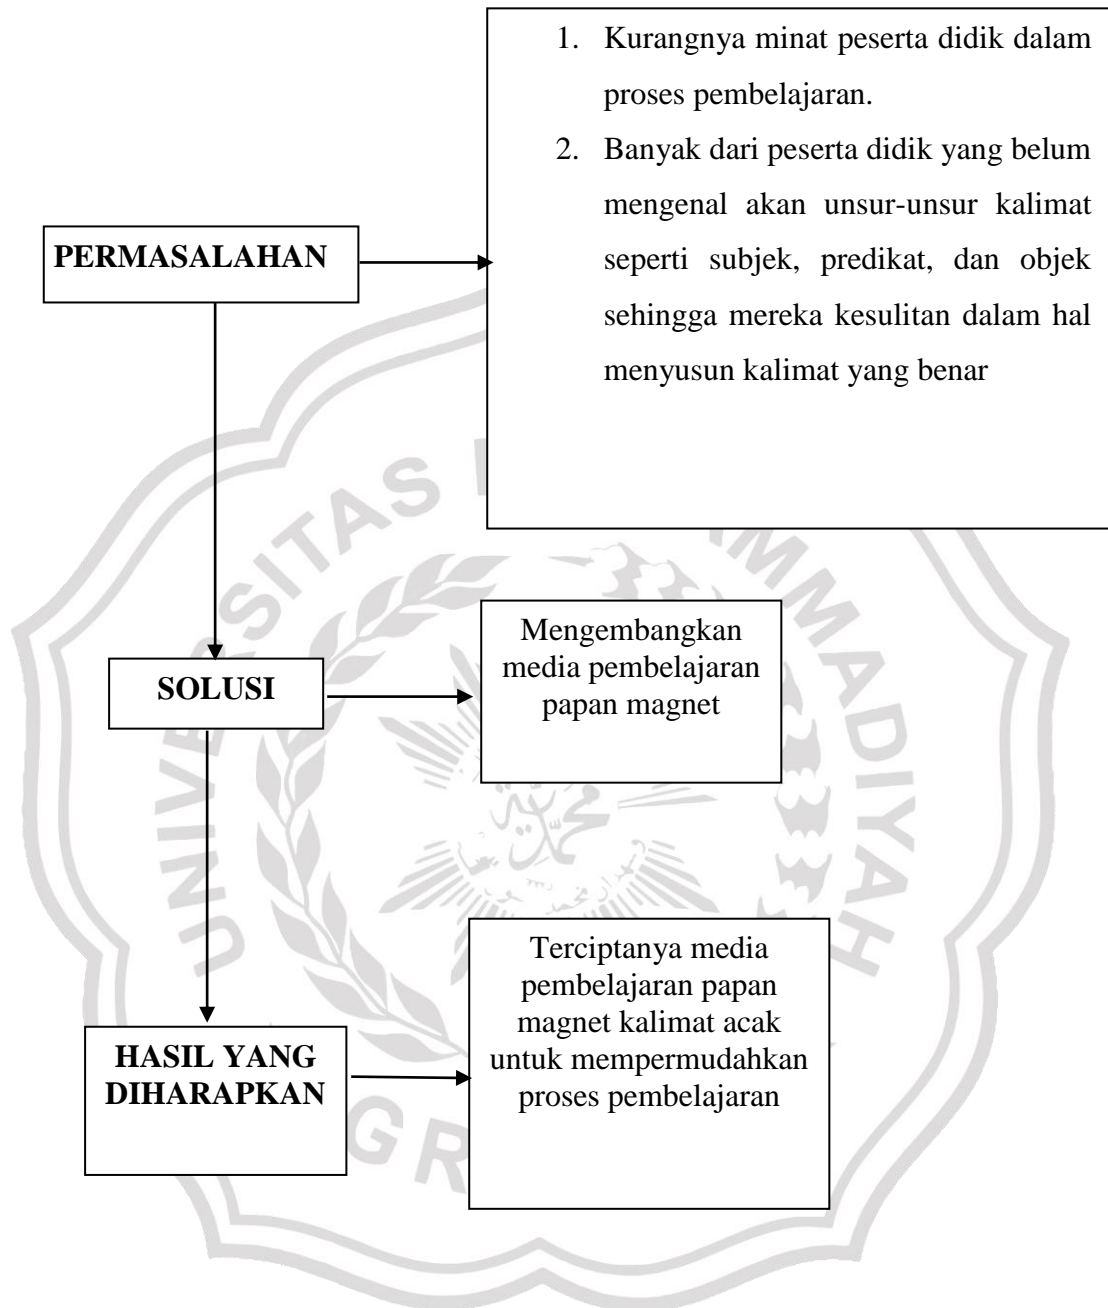 1. Kurangnya minat peserta didik dalam
proses pembelajaran.
2. Banyak dari peserta didik yang belum
mengenal akan unsur-unsur kalimat
seperti subjek, predikat, dan objek
sehingga mereka kesulitan dalam hal
menyusun kalimat yang benar
PERMASALAHAN
SOLUSI
Mengembangkan
media pembelajaran
papan magnet
HASIL YANG
DIHARAPKAN
Terciptanya media
pembelajaran papan
magnet kalimat acak
untuk mempermudahkan
proses pembelajaran
UNIVERSITAS
محمد